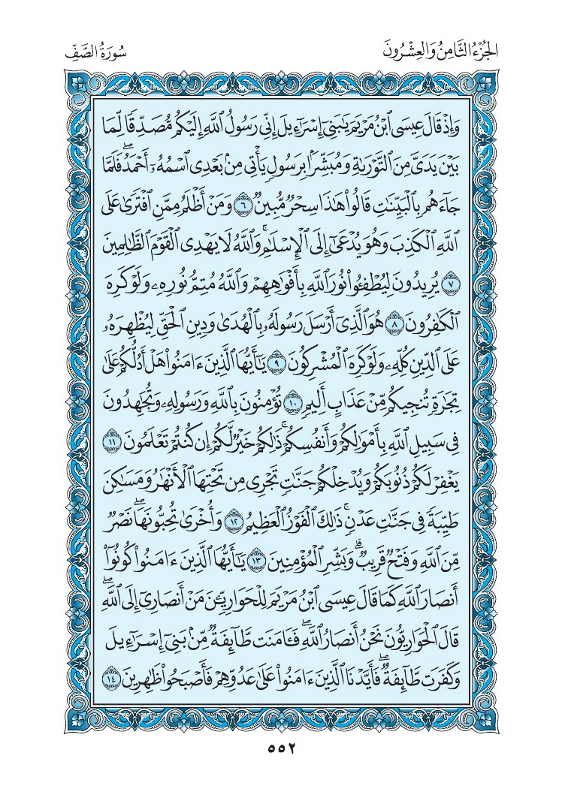 الجُزْءُ الثَّامِنُ وَالعِشْرُونَ
سُورَةُ الصَّفِّ
وَإِذْ قَالَ عِيسَى ٱبْنُ مَرْيَمَ يَٰبَنِىٓ إِسْرَٰٓءِيلَ إِنِّى رَسُولُ ٱللَّهِ إِلَيْكُم مُّصَدِّقًا لِّمَا
بَيْنَ يَدَىَّ مِنَ ٱلتَّوْرَىٰةِ وَمُبَشِّرًۢا بِرَسُولٍ يَأْتِى مِنۢ بَعْدِى ٱسْمُهُۥٓ أَحْمَدُ ۖ فَلَمَّا
جَآءَهُم بِٱلْبَيِّنَٰتِ قَالُوا۟ هَٰذَا سِحْرٌ مُّبِينٌ ٦ وَمَنْ أَظْلَمُ مِمَّنِ ٱفْتَرَىٰ عَلَى
ٱللَّهِ ٱلْكَذِبَ وَهُوَ يُدْعَىٰٓ إِلَى ٱلْإِسْلَٰمِ ۚ وَٱللَّهُ لَا يَهْدِى ٱلْقَوْمَ ٱلظَّٰلِمِينَ
٧ يُرِيدُونَ لِيُطْفِـُٔوا۟ نُورَ ٱللَّهِ بِأَفْوَٰهِهِمْ وَٱللَّهُ مُتِمُّ نُورِهِۦ وَلَوْ كَرِهَ
ٱلْكَٰفِرُونَ ٨ هُوَ ٱلَّذِىٓ أَرْسَلَ رَسُولَهُۥ بِٱلْهُدَىٰ وَدِينِ ٱلْحَقِّ لِيُظْهِرَهُۥ
عَلَى ٱلدِّينِ كُلِّهِۦ وَلَوْ كَرِهَ ٱلْمُشْرِكُونَ ٩ يَٰٓأَيُّهَا ٱلَّذِينَ ءَامَنُوا۟ هَلْ أَدُلُّكُمْ عَلَىٰ
تِجَٰرَةٍ تُنجِيكُم مِّنْ عَذَابٍ أَلِيمٍ ١٠ تُؤْمِنُونَ بِٱللَّهِ وَرَسُولِهِۦ وَتُجَٰهِدُونَ
فِى سَبِيلِ ٱللَّهِ بِأَمْوَٰلِكُمْ وَأَنفُسِكُمْ ۚ ذَٰلِكُمْ خَيْرٌ لَّكُمْ إِن كُنتُمْ تَعْلَمُونَ ١١
يَغْفِرْ لَكُمْ ذُنُوبَكُمْ وَيُدْخِلْكُمْ جَنَّٰتٍ تَجْرِى مِن تَحْتِهَا ٱلْأَنْهَٰرُ وَمَسَٰكِنَ
طَيِّبَةً فِى جَنَّٰتِ عَدْنٍ ۚ ذَٰلِكَ ٱلْفَوْزُ ٱلْعَظِيمُ ١٢ وَأُخْرَىٰ تُحِبُّونَهَا ۖ نَصْرٌ
مِّنَ ٱللَّهِ وَفَتْحٌ قَرِيبٌ ۗ وَبَشِّرِ ٱلْمُؤْمِنِينَ ١٣ يَٰٓأَيُّهَا ٱلَّذِينَ ءَامَنُوا۟ كُونُوٓا۟
أَنصَارَ ٱللَّهِ كَمَا قَالَ عِيسَى ٱبْنُ مَرْيَمَ لِلْحَوَارِيِّـۧنَ مَنْ أَنصَارِىٓ إِلَى ٱللَّهِ ۖ
قَالَ ٱلْحَوَارِيُّونَ نَحْنُ أَنصَارُ ٱللَّهِ ۖ فَـَٔامَنَت طَّآئِفَةٌ مِّنۢ بَنِىٓ إِسْرَٰٓءِيلَ
وَكَفَرَت طَّآئِفَةٌ ۖ فَأَيَّدْنَا ٱلَّذِينَ ءَامَنُوا۟ عَلَىٰ عَدُوِّهِمْ فَأَصْبَحُوا۟ ظَٰهِرِينَ ١٤
٥٥٢